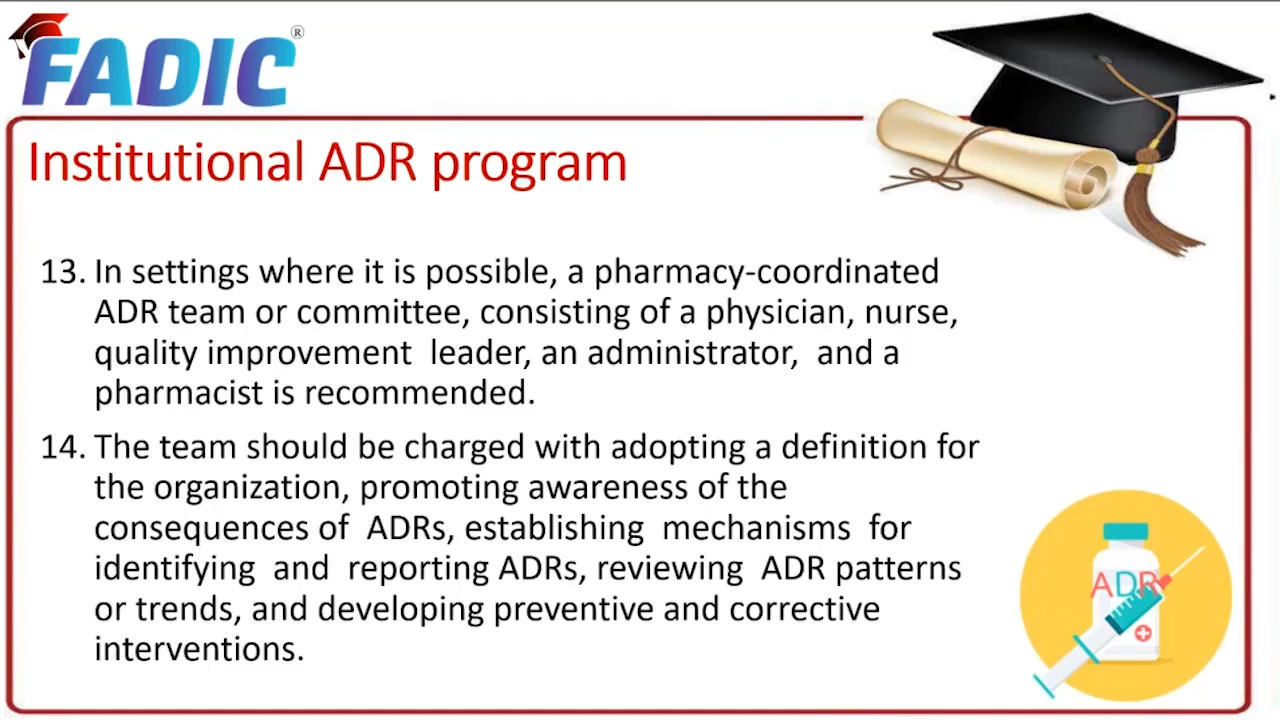 FADIC®
Institutional ADR program
13. In settings where it is possible, a pharmacy-coordinated
ADR team or committee, consisting of a physician, nurse,
quality improvement leader, an administrator, and a
pharmacist is recommended.
14. The team should be charged with adopting a definition for
the organization, promoting awareness of the
consequences of ADRs, establishing mechanisms for
identifying and reporting ADRs, reviewing ADR patterns
or trends, and developing preventive and corrective
interventions.
ADR